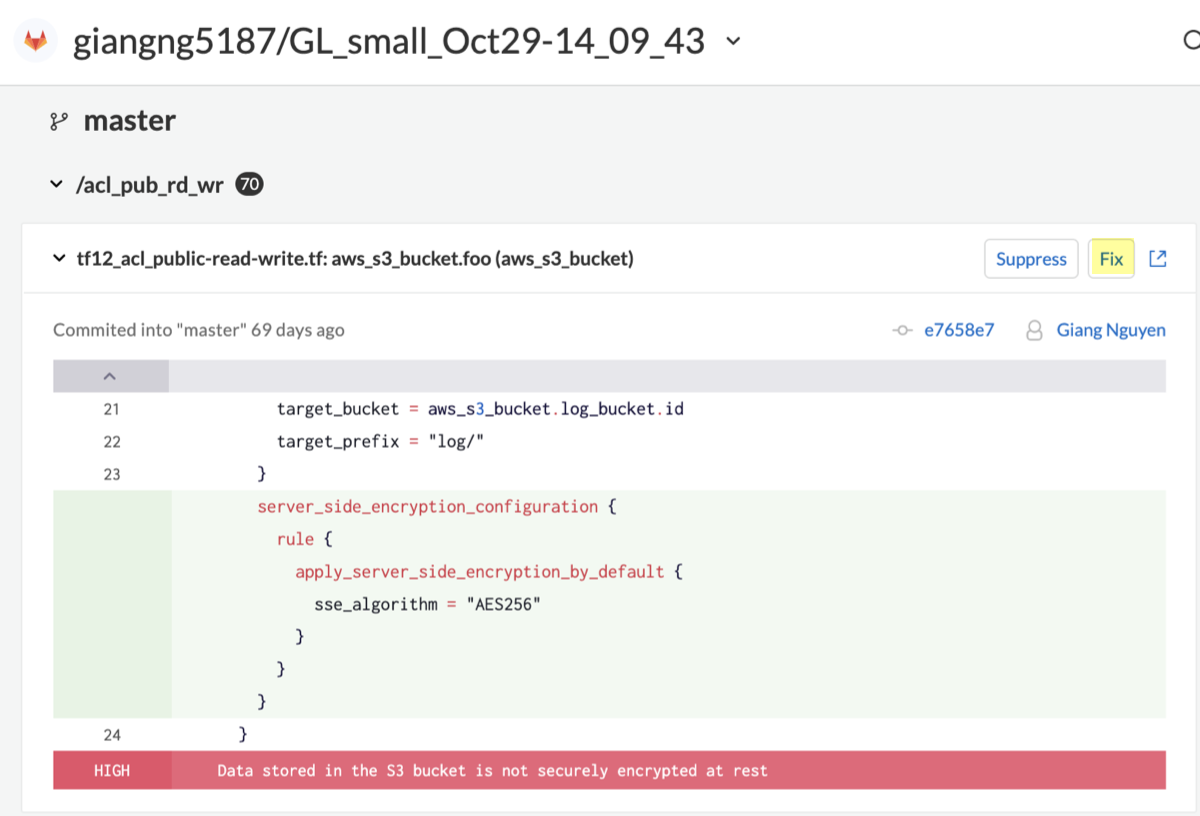 giangng5187/GL_small_Oct29-14_09_43
master
/acl_pub_rd_wr 70
tf12_acl_public-read-write.tf: aws_s3_bucket.foo (aws_s3_bucket) Suppress Fix
Commited into "master" 69 days ago e7658e7 Giang Nguyen
21 target_bucket = aws_s3_bucket.log_bucket.id
22 target_prefix = "log/"
23 }
server_side_encryption_configuration {
rule {
apply_server_side_encryption_by_default {
sse_algorithm = "AES256"
}
}
}
24 }
HIGH Data stored in the S3 bucket is not securely encrypted at rest